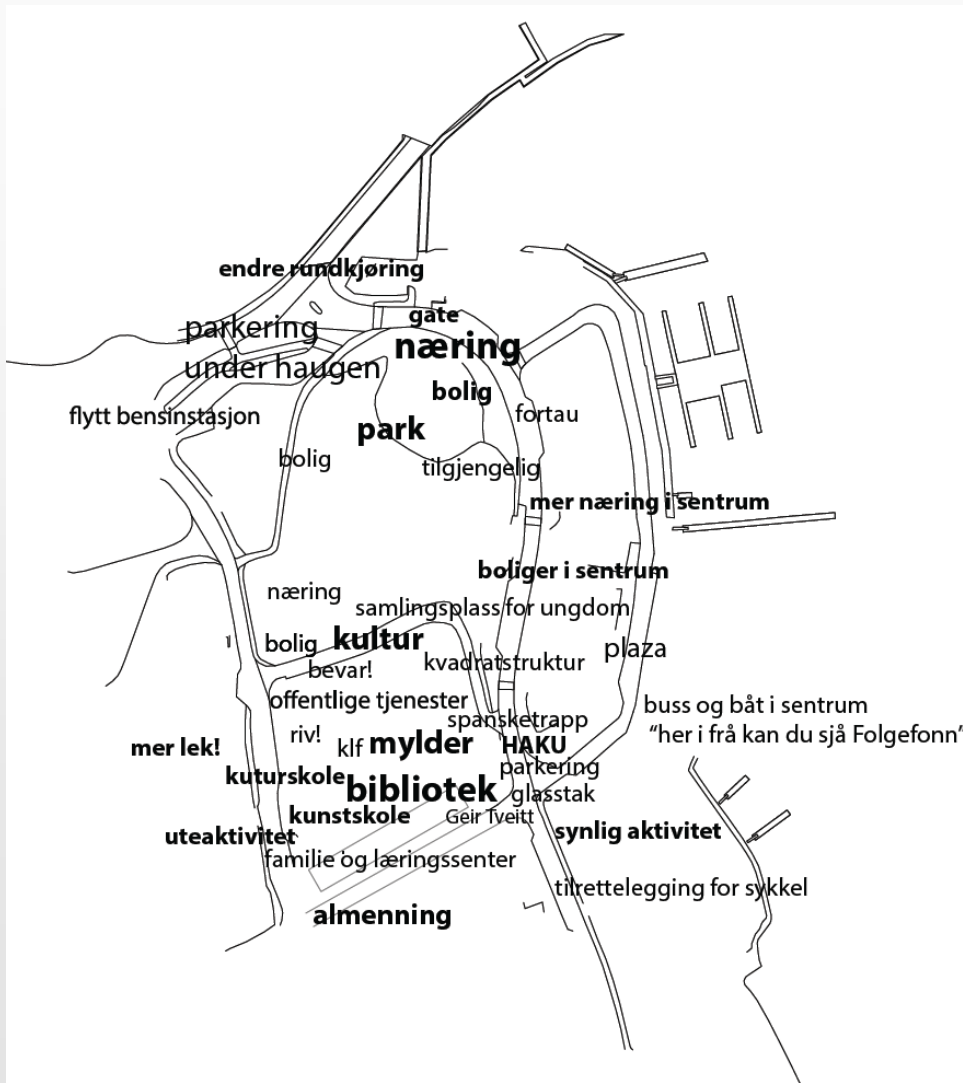 endre rundkjøring
gate
parkering
næring
under haugen
bolig
flytt bensinstasjon
fortau
park
bolig
tilgjengelig
mer næring i sentrum
boliger i sentrum
næring
samlingsplass for ungdom
bolig
kultur
plaza
bevar!
kvadratstruktur
offentlige tjenester
buss og båt i sentrum
spansketrapp
riv!
“her i frå kan du sjå Folgefonn”
mer lek!
klf
mylder
HAKU
parkering
kuturskole
bibliotek
glasstak
kunstskole
Geir Tveitt
uteaktivitet
synlig aktivitet
familie og læringssenter
tilrettelegging for sykkel
almenning